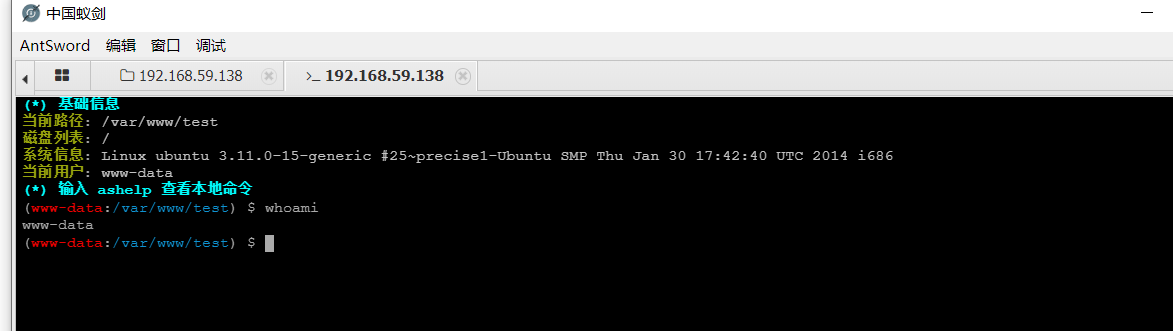 中国蚁剑
AntSword 编辑 窗口 调试
192.168.59.138 >_ 192.168.59.138
(*) 基础信息
当前路径: /var/www/test
磁盘列表: /
系统信息: Linux ubuntu 3.11.0-15-generic #25~precise1-Ubuntu SMP Thu Jan 30 17:42:40 UTC 2014 i686
当前用户: www-data
(*) 输入 ashelp 查看本地命令
(www-data:/var/www/test) $ whoami
www-data
(www-data:/var/www/test) $